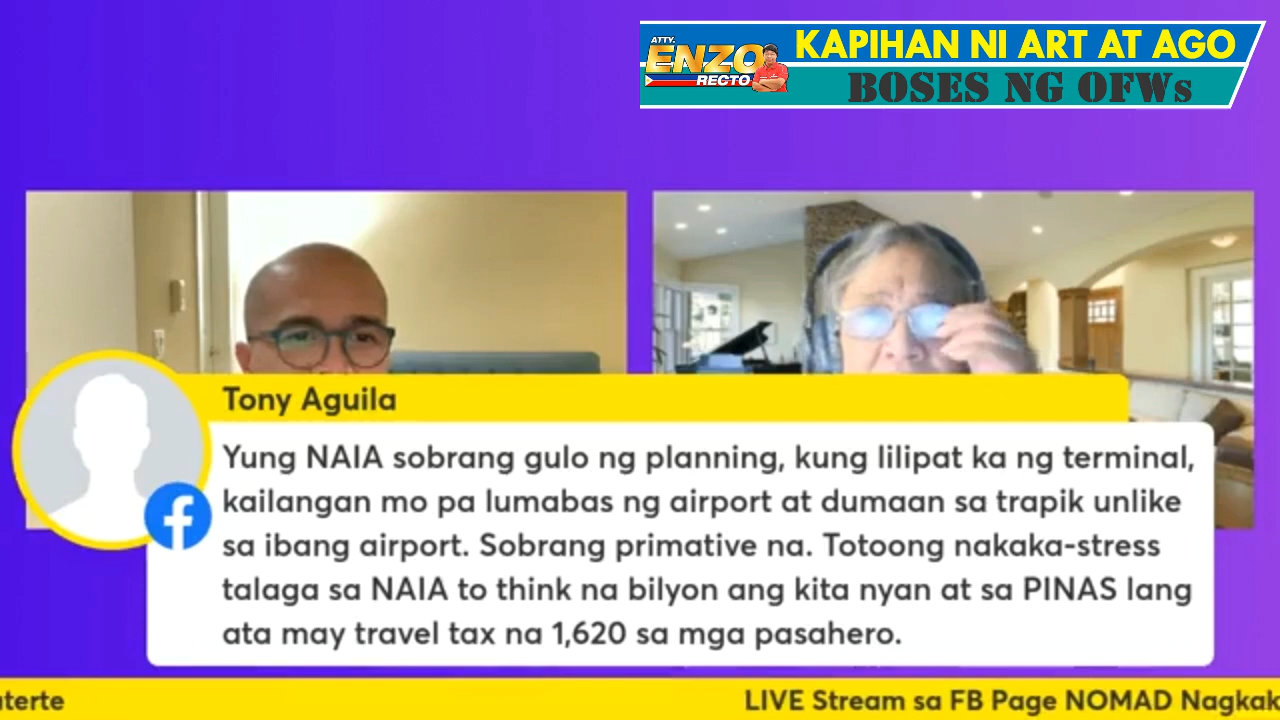 ATTY.
ENZO
RECTO
KAPIHAN NI ART AT AGO
BOSES NG OFWs
Tony Aguila
Yung NAIA sobrang gulo ng planning, kung lilipat ka ng terminal,
kailangan mo pa lumabas ng airport at dumaan sa trapik unlike
sa ibang airport. Sobrang primative na. Totoong nakaka-stress
talaga sa NAIA to think na bilyon ang kita nyan at sa PINAS lang
ata may travel tax na 1,620 sa mga pasahero.
LIVE Stream sa FB Page NOMAD